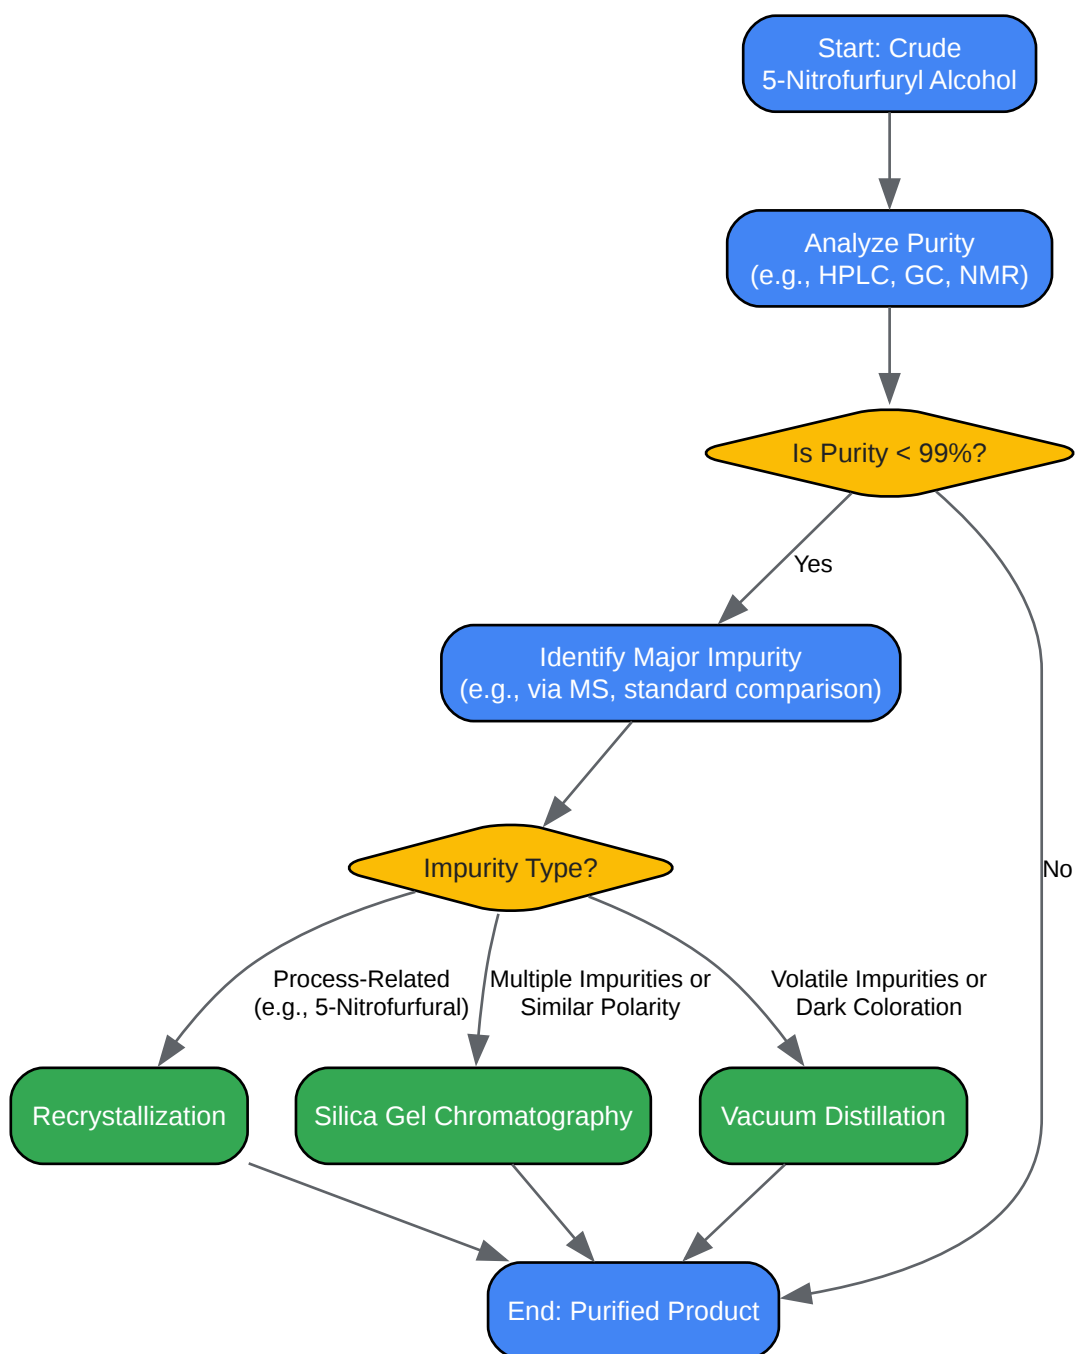 Start: Crude
5-Nitrofurfuryl Alcohol
Analyze Purity
(e.g., HPLC, GC, NMR)
Is Purity < 99%?
Yes
Identify Major Impurity
(e.g., via MS, standard comparison)
Impurity Type?
No
Process-Related
(e.g., 5-Nitrofurfural)
Multiple Impurities or
Similar Polarity
Volatile Impurities or
Dark Coloration
Recrystallization
Silica Gel Chromatography
Vacuum Distillation
End: Purified Product